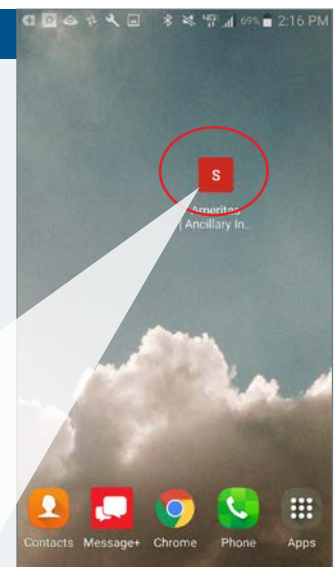 69% 2:16 PM
S
Ameritas
| Ancillary In...
Contacts Message+ Chrome Phone Apps